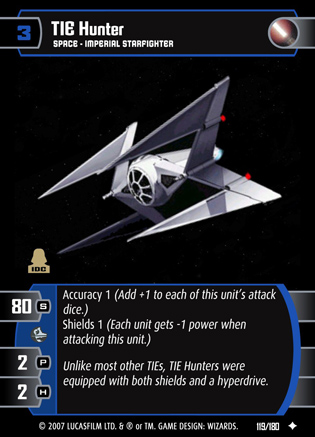 3
TIE Hunter
SPACE - IMPERIAL STARFIGHTER
IDC
80 S
Accuracy 1 (Add +1 to each of this unit's attack
dice.)
Shields 1 (Each unit gets -1 power when
attacking this unit.)
2 P
Unlike most other TIEs, TIE Hunters were
equipped with both shields and a hyperdrive.
2 H
© 2007 LUCASFILM LTD. & ® or TM. GAME DESIGN: WIZARDS.
119/180